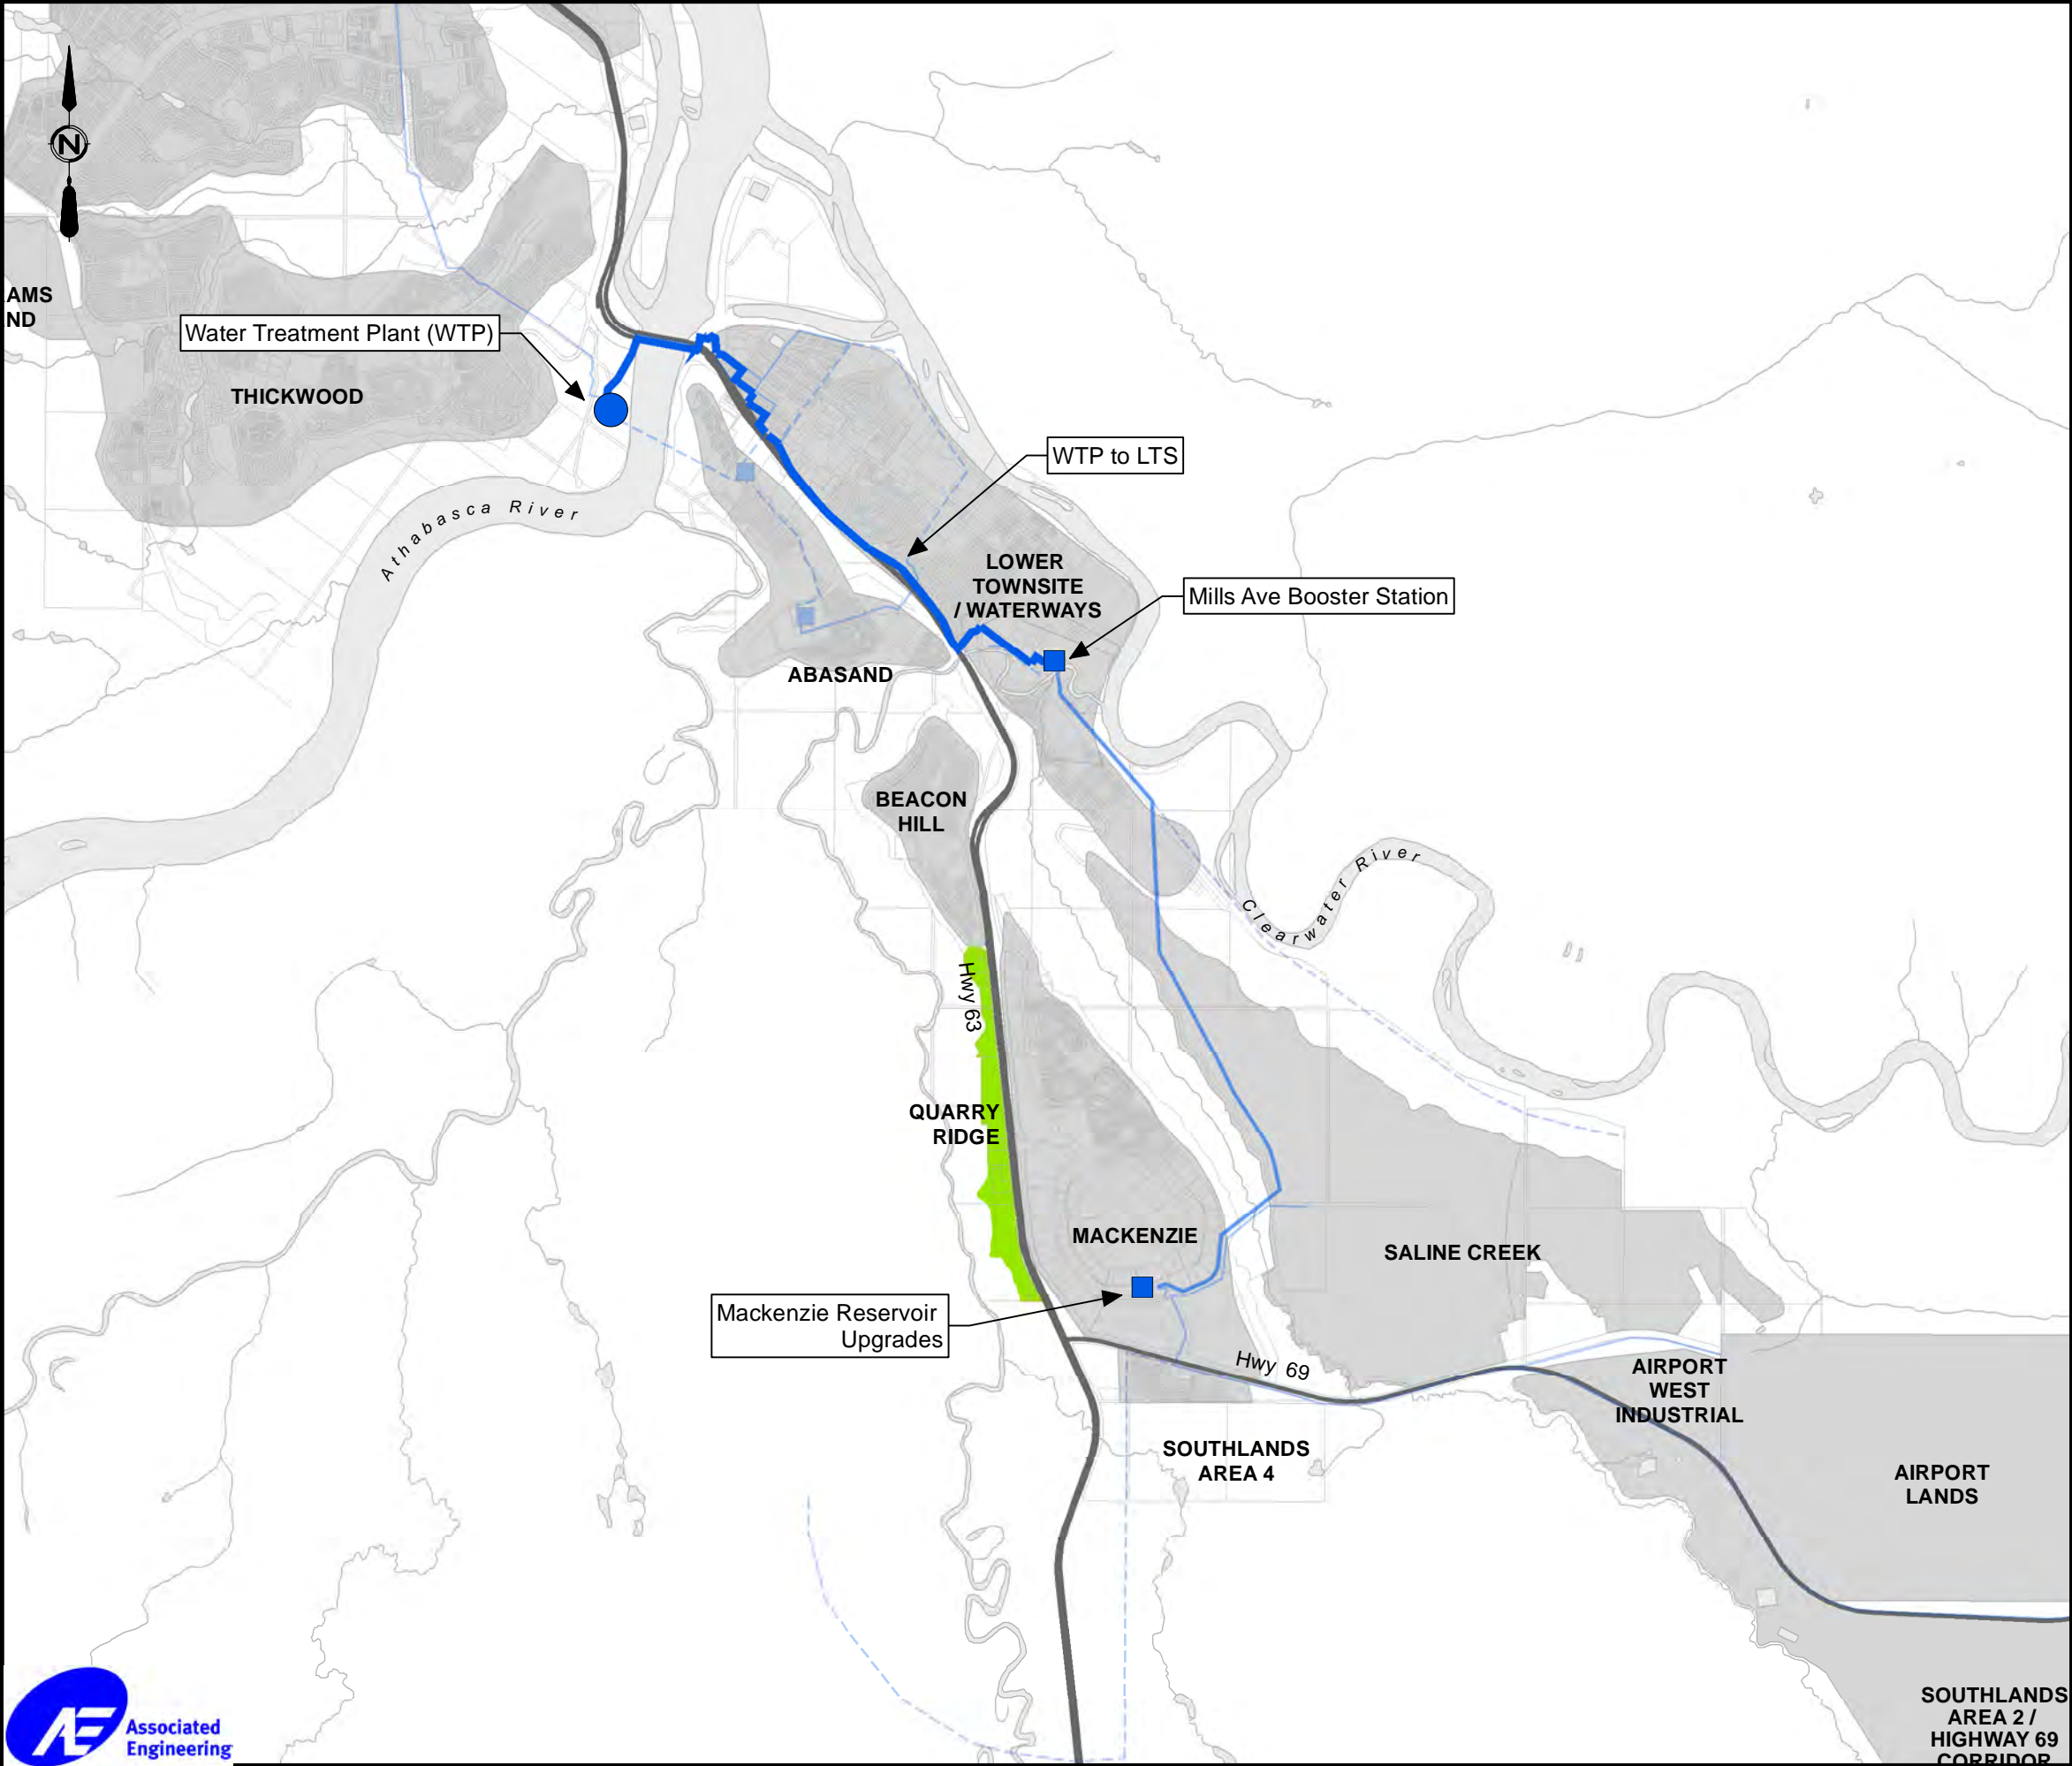 N
AMS
ND
Water Treatment Plant (WTP)
THICKWOOD
Athabasca River
WTP to LTS
LOWER
TOWNSITE
/ WATERWAYS
Mills Ave Booster Station
ABASAND
BEACON
HILL
Clearwater River
Hwy 63
QUARRY
RIDGE
MACKENZIE
SALINE CREEK
Mackenzie Reservoir
Upgrades
Hwy 69
AIRPORT
WEST
INDUSTRIAL
SOUTHLANDS
AREA 4
AIRPORT
LANDS
SOUTHLANDS
AREA 2 /
HIGHWAY 69
CORRIDOR
AE
Associated
Engineering